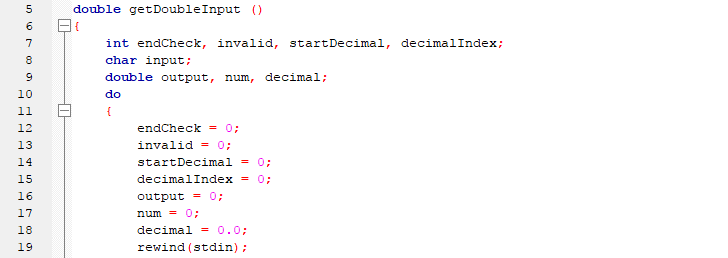 5 double getDoubleInput ()
6 {
7 int endCheck, invalid, startDecimal, decimalIndex;
8 char input;
9 double output, num, decimal;
10 do
11 {
12 endCheck = 0;
13 invalid = 0;
14 startDecimal = 0;
15 decimalIndex = 0;
16 output = 0;
17 num = 0;
18 decimal = 0.0;
19 rewind(stdin);